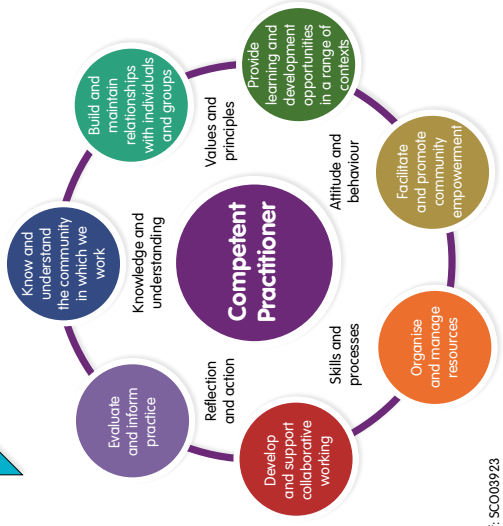 Know and
understand
the community
in which we
work
Build and
maintain
relationships
with individuals
and groups
Provide
learning and
development
opportunities
in a range of
contexts
Facilitate
and promote
community
empowerment
Organise
and manage
resources
Develop
and support
collaborative
working
Evaluate
and inform
practice
Knowledge and
understanding
Values and
principles
Attitude and
behaviour
Skills and
processes
Reflection
and action
Competent
Practitioner
SCO03923